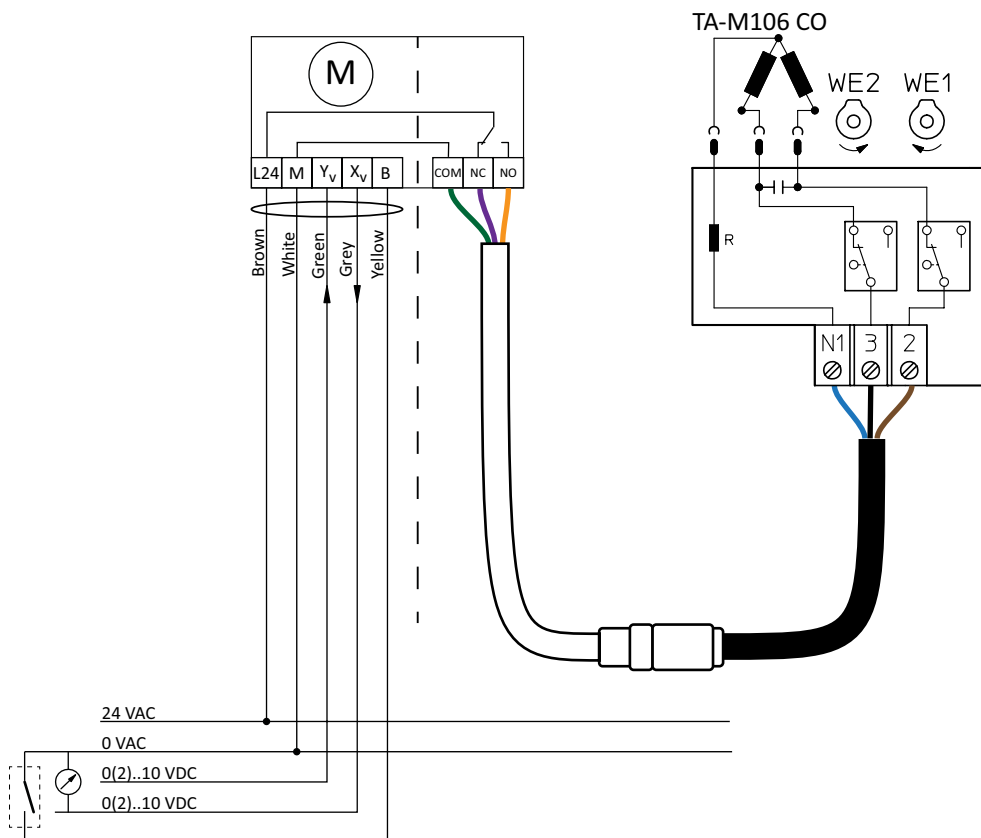 TA-M106 CO
M
WE2 WE1
L24 M Yv Xv B COM NC NO
R
Brown
White
Green
Grey
Yellow
N1 3 2
24 VAC
0 VAC
0(2)..10 VDC
0(2)..10 VDC